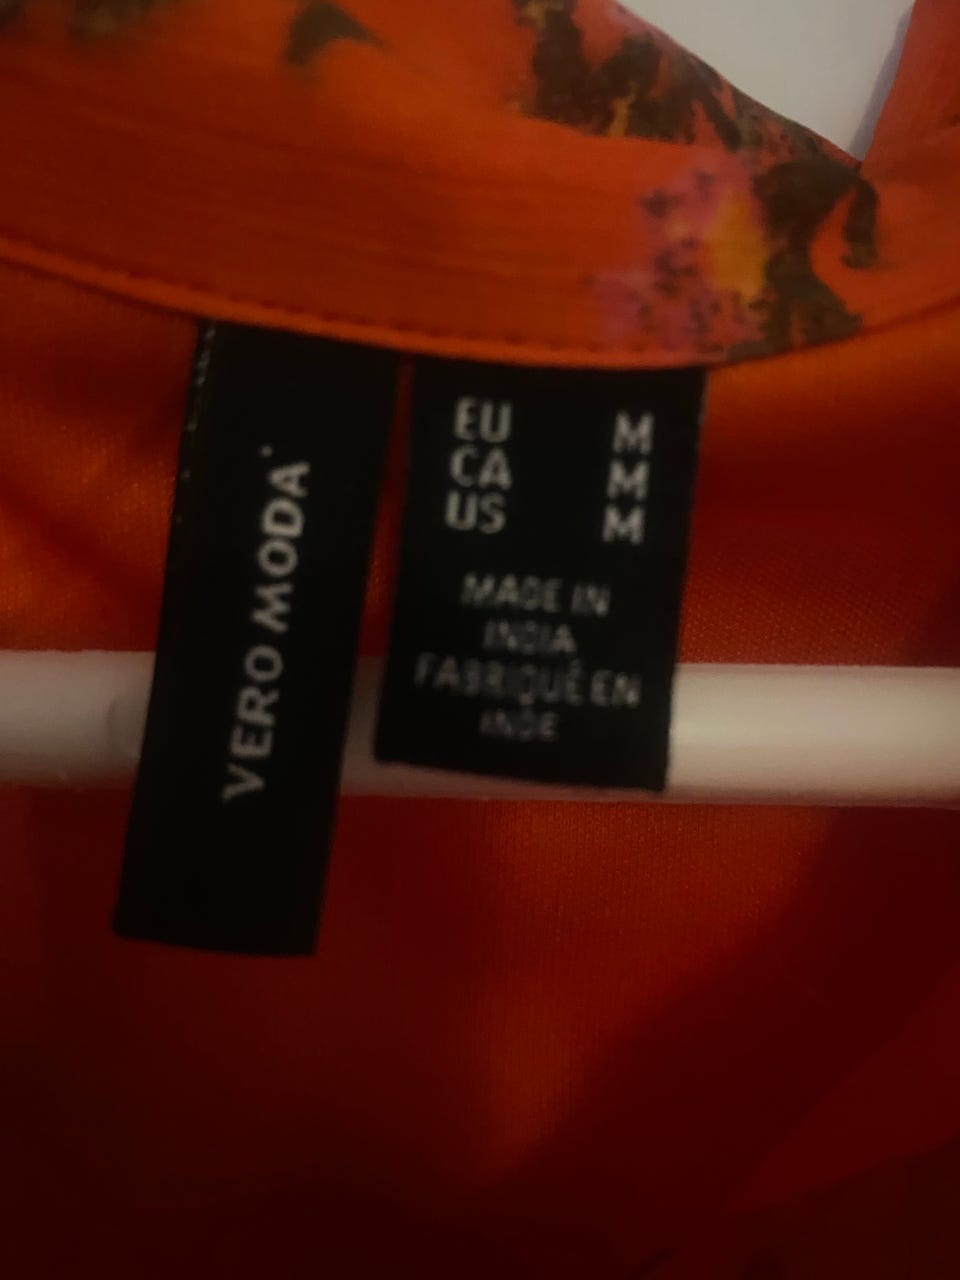 VERO MODA
EU M
CA M
US M
MADE IN
INDIA
FABRIQUÉ EN
INDE